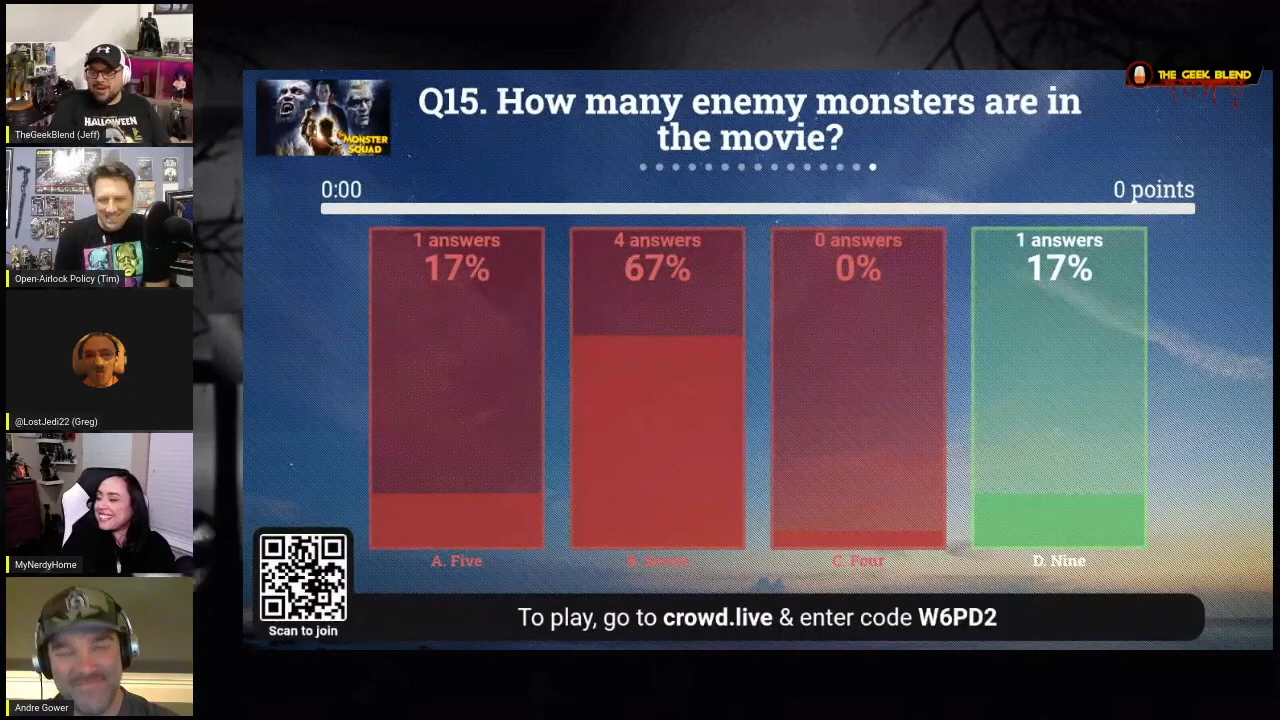 HALLOWEEN
TheGeekBlend (Jeff)
Open-Airlock Policy (Tim)
@LostJedi22 (Greg)
MyNerdyHome
Andre Gower
MONSTER
SQUAD
THE GEEK BLEND
Q15. How many enemy monsters are in
the movie?
0:00
0 points
1 answers
17%
4 answers
67%
0 answers
0%
1 answers
17%
A. Five
B. Seven
C. Four
D. Nine
Scan to join
To play, go to crowd.live & enter code W6PD2